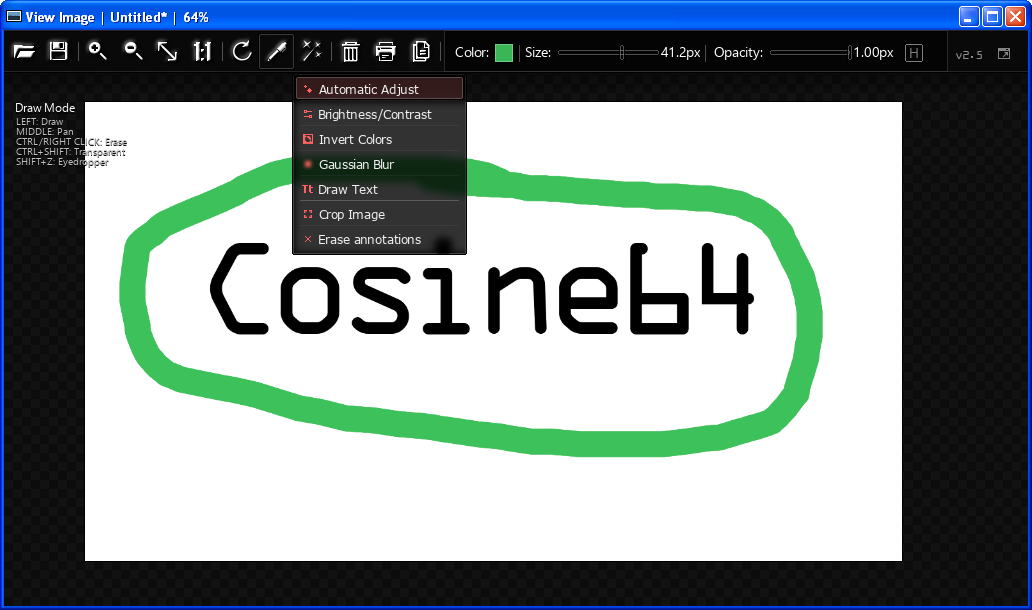 View Image | Untitled* | 64%
1:1
Color: Size: 41.2px Opacity: 1.00px H v2.5
Automatic Adjust
Brightness/Contrast
Invert Colors
Gaussian Blur
Tt Draw Text
Crop Image
Erase annotations
Draw Mode
LEFT: Draw
MIDDLE: Pan
CTRL/RIGHT CLICK: Erase
CTRL+SHIFT: Transparent
SHIFT+Z: Eyedropper
Cosine64